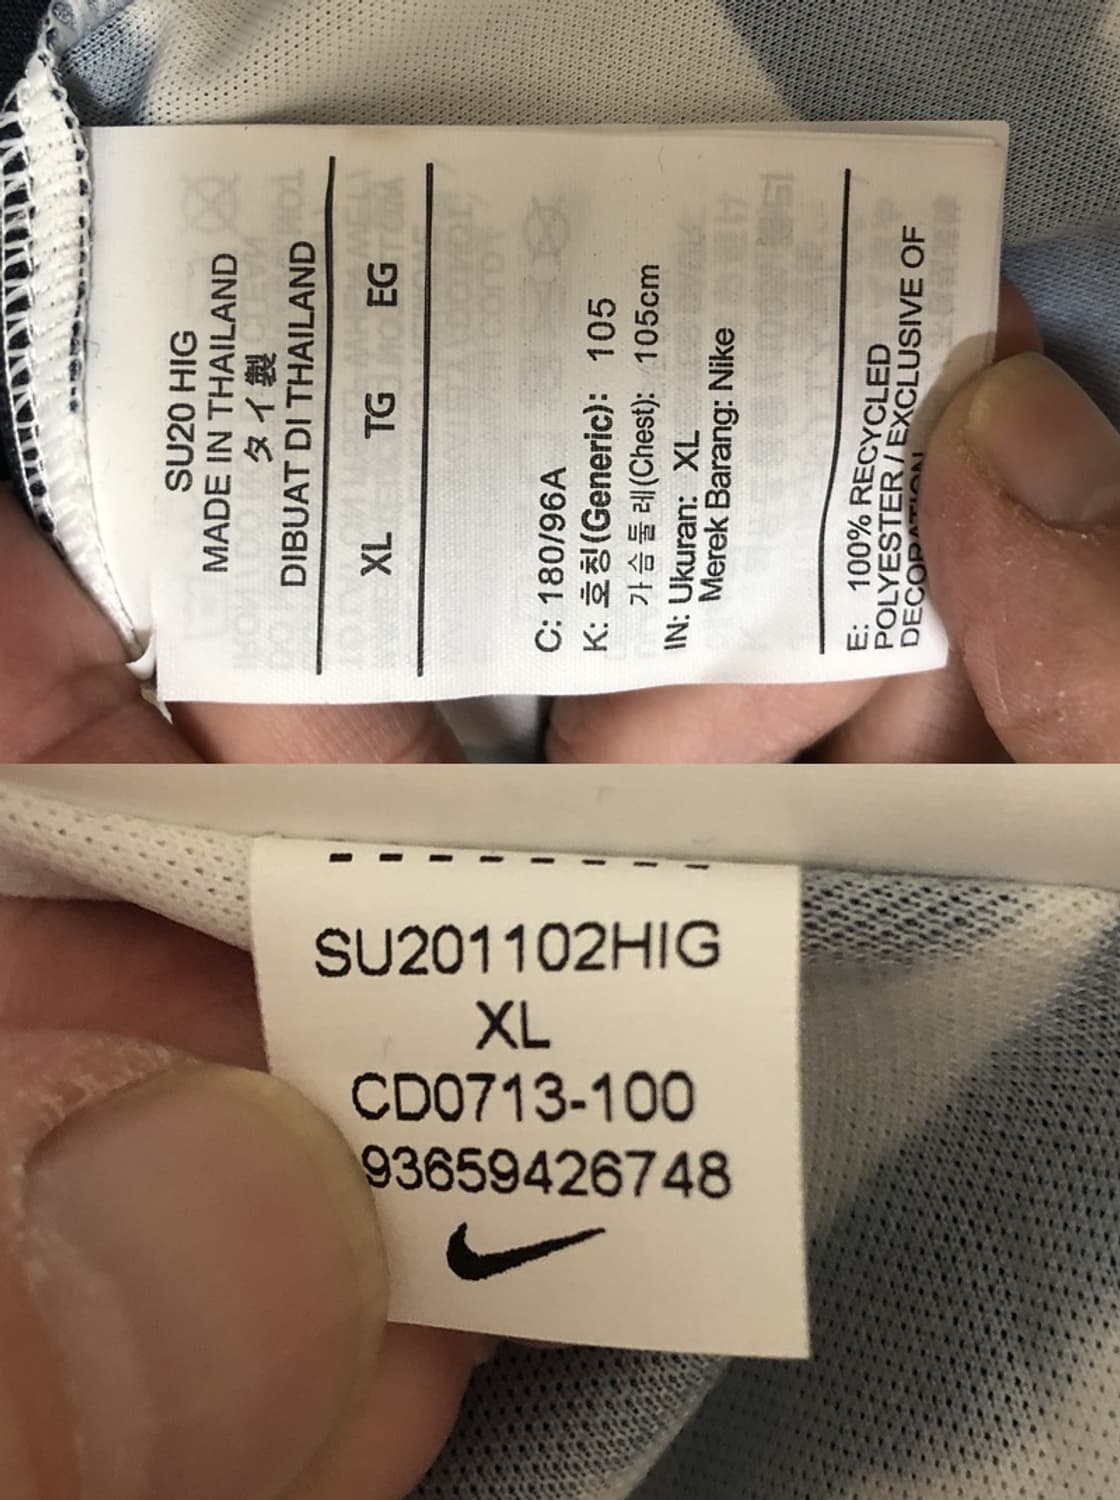 SU20 HIG
MADE IN THAILAND
タイ製
DIBUAT DI THAILAND
XL TG EG
C: 180/96A
K: 호칭(Generic): 105
가슴둘레(Chest): 105cm
IN: Ukuran: XL
Merek Barang: Nike
E: 100% RECYCLED
POLYESTER / EXCLUSIVE OF
DECORATION
SU201102HIG
XL
CD0713-100
93659426748